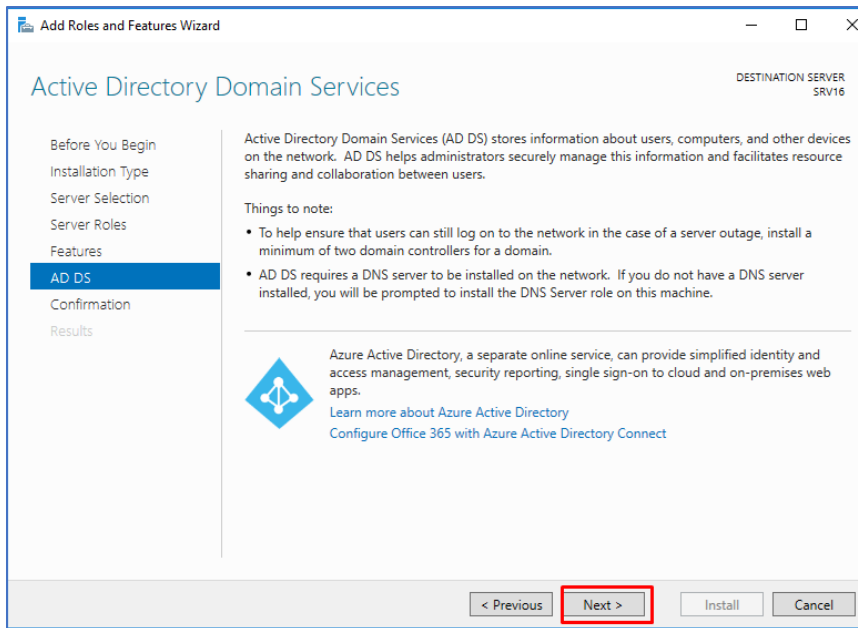 Add Roles and Features Wizard
Active Directory Domain Services
DESTINATION SERVER
SRV16
Before You Begin
Installation Type
Server Selection
Server Roles
Features
AD DS
Confirmation
Results
Active Directory Domain Services (AD DS) stores information about users, computers, and other devices
on the network.  AD DS helps administrators securely manage this information and facilitates resource
sharing and collaboration between users.
Things to note:
• To help ensure that users can still log on to the network in the case of a server outage, install a
minimum of two domain controllers for a domain.
• AD DS requires a DNS server to be installed on the network.  If you do not have a DNS server
installed, you will be prompted to install the DNS Server role on this machine.
Azure Active Directory, a separate online service, can provide simplified identity and
access management, security reporting, single sign-on to cloud and on-premises web
apps.
Learn more about Azure Active Directory
Configure Office 365 with Azure Active Directory Connect
< Previous
Next >
Install
Cancel